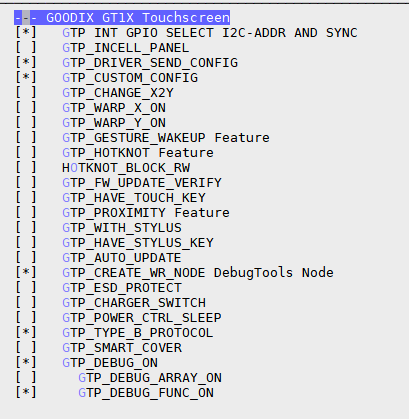 --- GOODIX GT1X Touchscreen
[*] GTP INT GPIO SELECT I2C-ADDR AND SYNC
[ ] GTP_INCELL_PANEL
[*] GTP_DRIVER_SEND_CONFIG
[*] GTP_CUSTOM_CONFIG
[ ] GTP_CHANGE_X2Y
[ ] GTP_WARP_X_ON
[ ] GTP_WARP_Y_ON
[ ] GTP_GESTURE_WAKEUP Feature
[ ] GTP_HOTKNOT Feature
[ ] HOTKNOT_BLOCK_RW
[ ] GTP_FW_UPDATE_VERIFY
[ ] GTP_HAVE_TOUCH_KEY
[ ] GTP_PROXIMITY Feature
[ ] GTP_WITH_STYLUS
[ ] GTP_HAVE_STYLUS_KEY
[ ] GTP_AUTO_UPDATE
[*] GTP_CREATE_WR_NODE DebugTools Node
[ ] GTP_ESD_PROTECT
[ ] GTP_CHARGER_SWITCH
[ ] GTP_POWER_CTRL_SLEEP
[*] GTP_TYPE_B_PROTOCOL
[ ] GTP_SMART_COVER
[*] GTP_DEBUG_ON
[ ] GTP_DEBUG_ARRAY_ON
[*] GTP_DEBUG_FUNC_ON